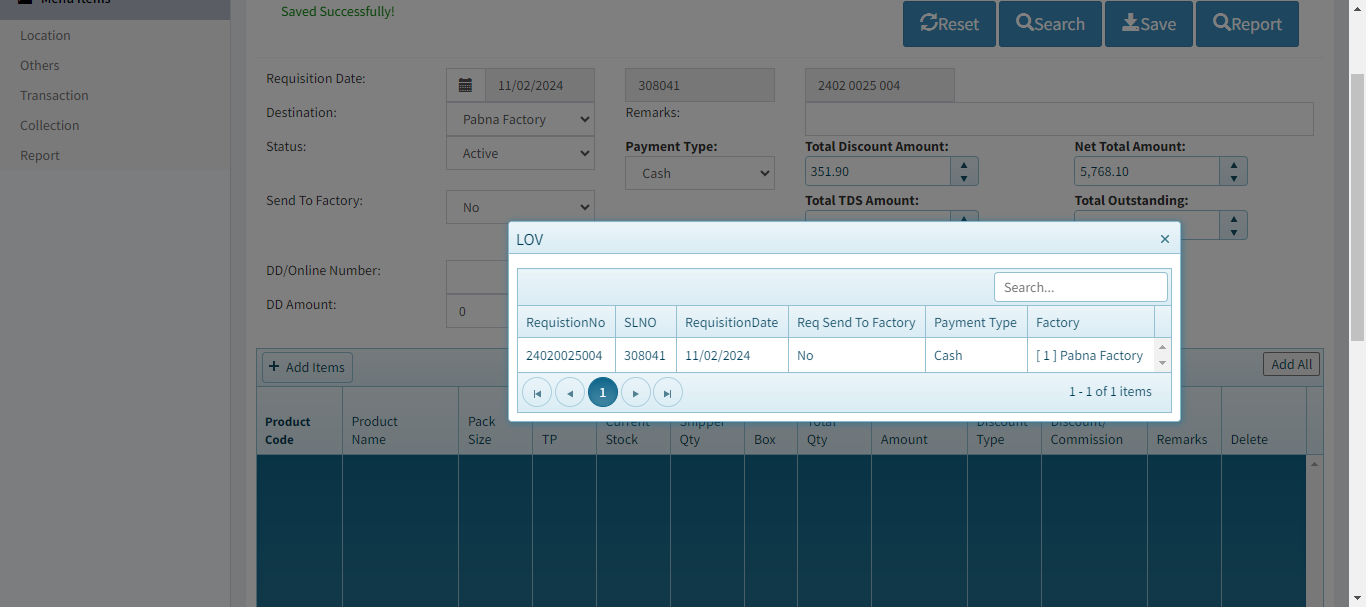 Menu Items
Saved Successfully!
Reset
Search
Save
Report
Location
Others
Transaction
Collection
Report
Requisition Date:
11/02/2024
308041
2402 0025 004
Destination:
Pabna Factory
Remarks:
Status:
Active
Payment Type:
Cash
Total Discount Amount:
351.90
Net Total Amount:
5,768.10
Send To Factory:
No
Total TDS Amount:
Total Outstanding:
DD/Online Number:
DD Amount:
0
LOV
×
Search...
RequistionNo SLNO RequisitionDate Req Send To Factory Payment Type Factory
24020025004 308041 11/02/2024 No Cash [ 1 ] Pabna Factory
1
1 - 1 of 1 items
+ Add Items
Add All
Product Code
Product Name
Pack Size
TP
Current Stock
Shipper Qty
Box
Total Qty
Amount
Discount Type
Discount/ Commission
Remarks
Delete